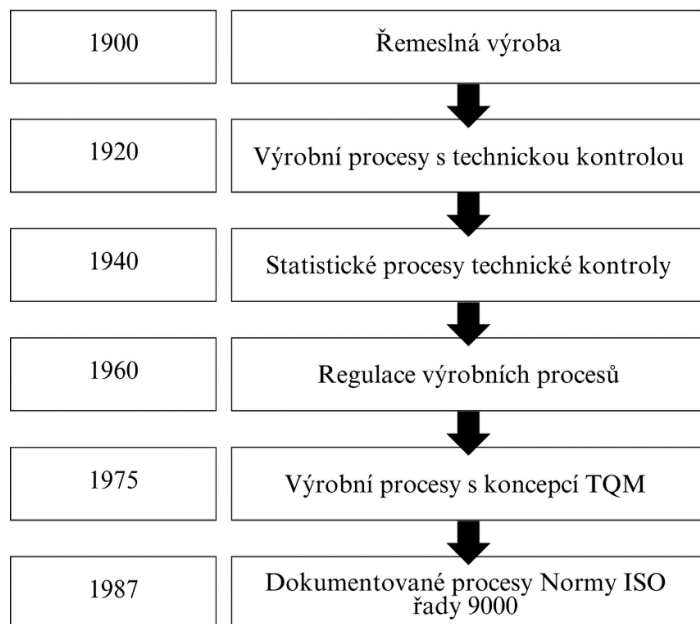 1900
Řemeslná výroba
1920
Výrobní procesy s technickou kontrolou
1940
Statistické procesy technické kontroly
1960
Regulace výrobních procesů
1975
Výrobní procesy s koncepcí TQM
1987
Dokumentované procesy Normy ISO
řady 9000